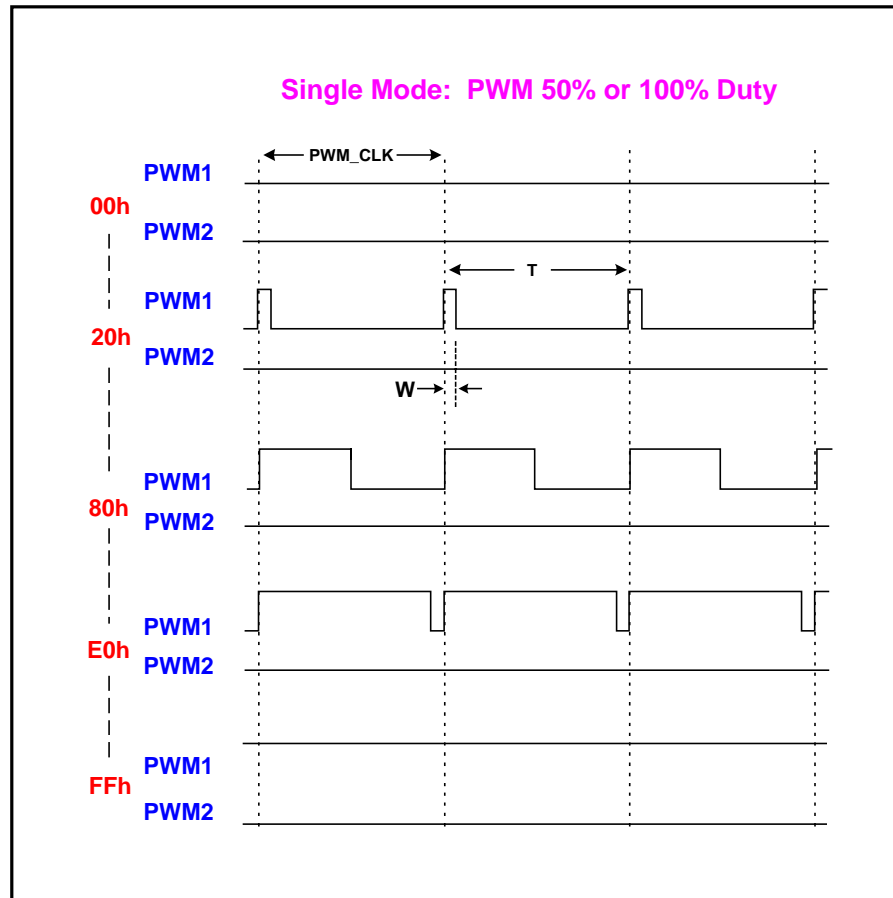 Single Mode: PWM 50% or 100% Duty
PWM_CLK
PWM1
00h
PWM2
T
PWM1
20h
PWM2
W
PWM1
80h
PWM2
PWM1
E0h
PWM2
PWM1
FFh
PWM2